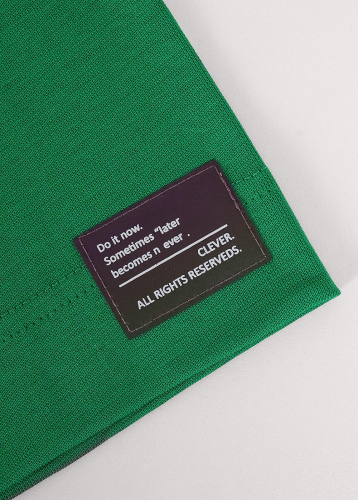 Do it now.
Sometimes "later
becomes n ever .
CLEVER.
ALL RIGHTS RESERVEDS.